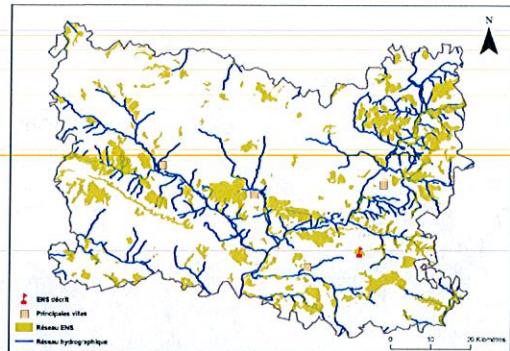 N
ENS décrit
Principales villes
Réseau ENS
Réseau hydrographique
0 10 20 Kilomètres